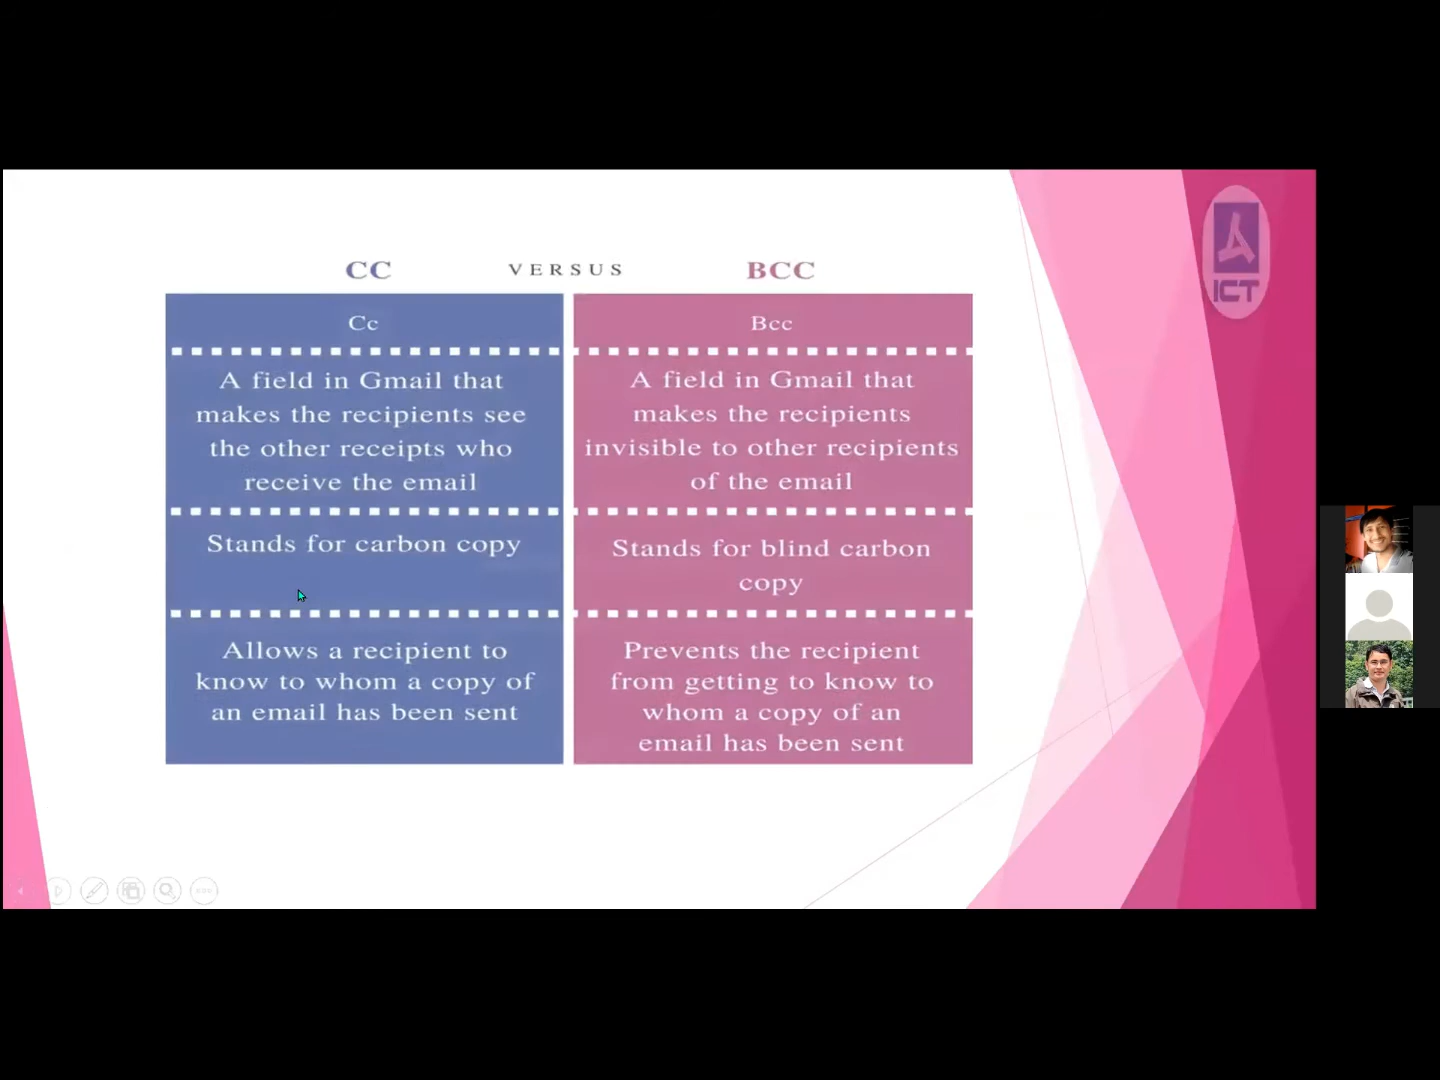 CC VERSUS BCC
ICT
Cc
A field in Gmail that
makes the recipients see
the other receipts who
receive the email
Stands for carbon copy
Allows a recipient to
know to whom a copy of
an email has been sent
Bcc
A field in Gmail that
makes the recipients
invisible to other recipients
of the email
Stands for blind carbon
copy
Prevents the recipient
from getting to know to
whom a copy of an
email has been sent